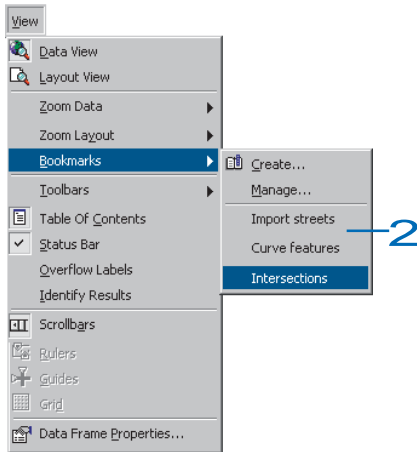 View
Data View
Layout View
Zoom Data
Zoom Layout
Bookmarks
Create...
Manage...
Import streets
Curve features
Intersections
2
Toolbars
Table Of Contents
Status Bar
Overflow Labels
Identify Results
Scrollbars
Rulers
Guides
Grid
Data Frame Properties...